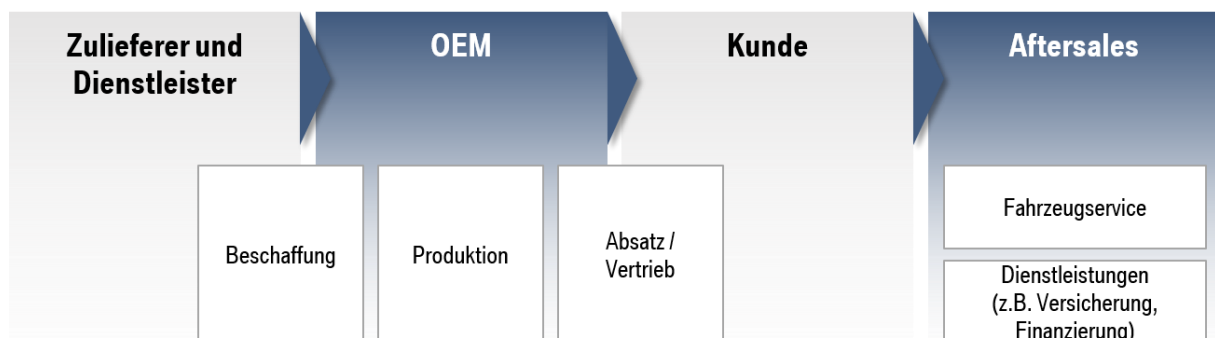 Zulieferer und
Dienstleister
OEM
Kunde
Aftersales
Beschaffung
Produktion
Absatz /
Vertrieb
Fahrzeugservice
Dienstleistungen
(z.B. Versicherung,
Finanzierung)